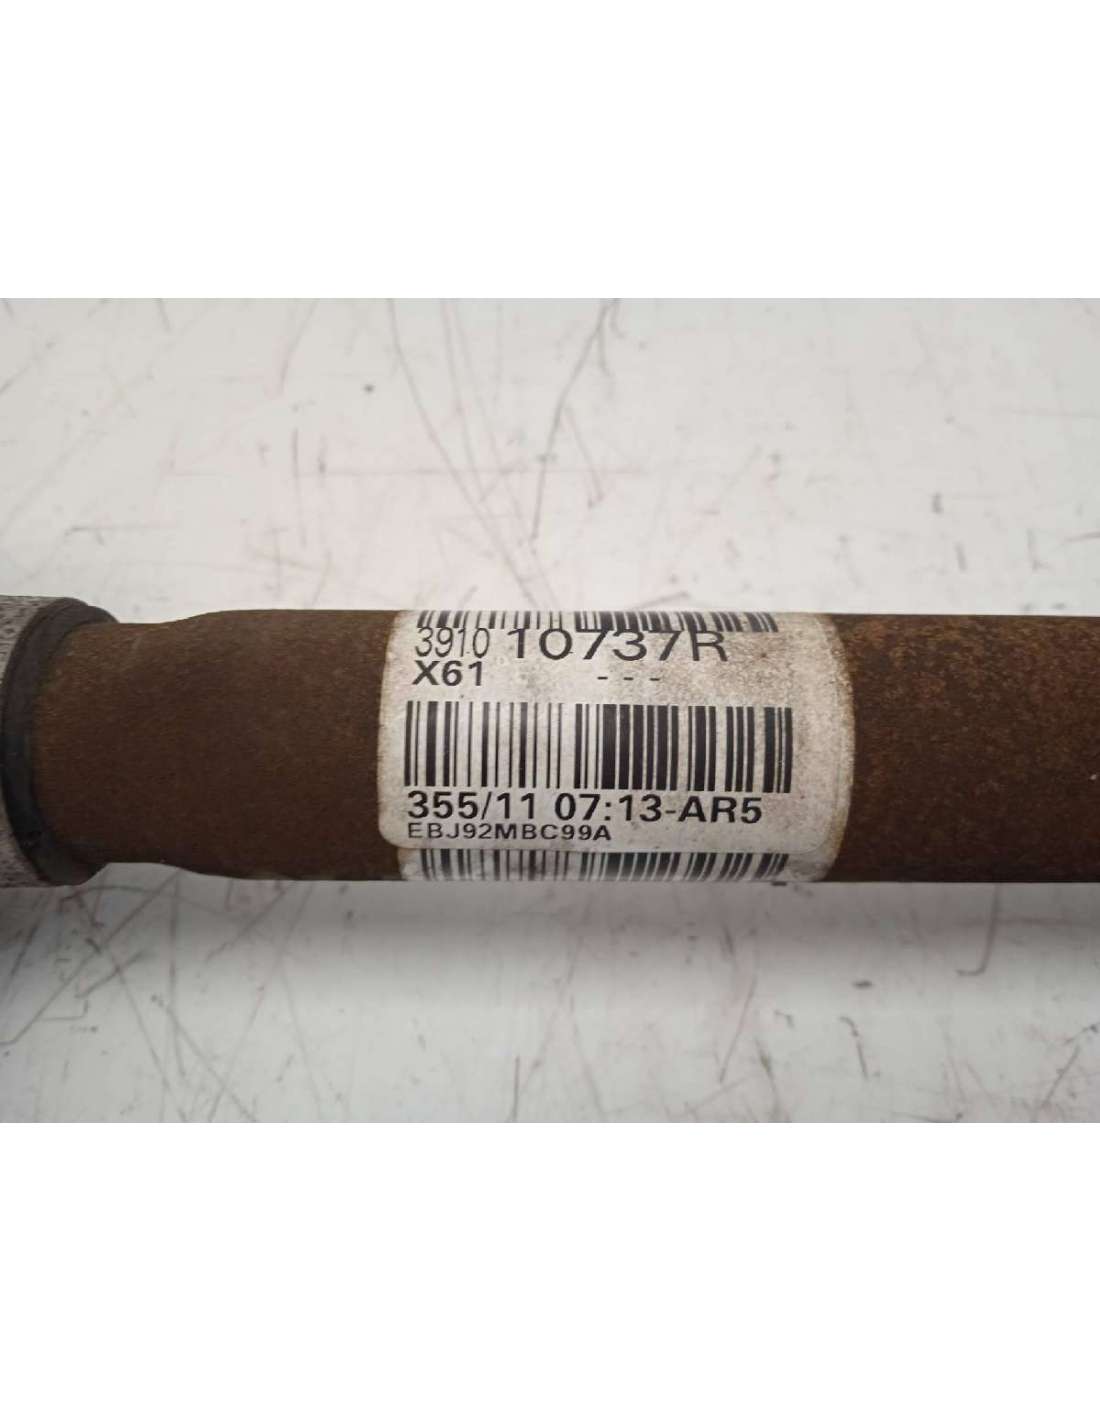 3910 10737R
X61 - - -
355/11 07:13-AR5
EBJ92MBC99A